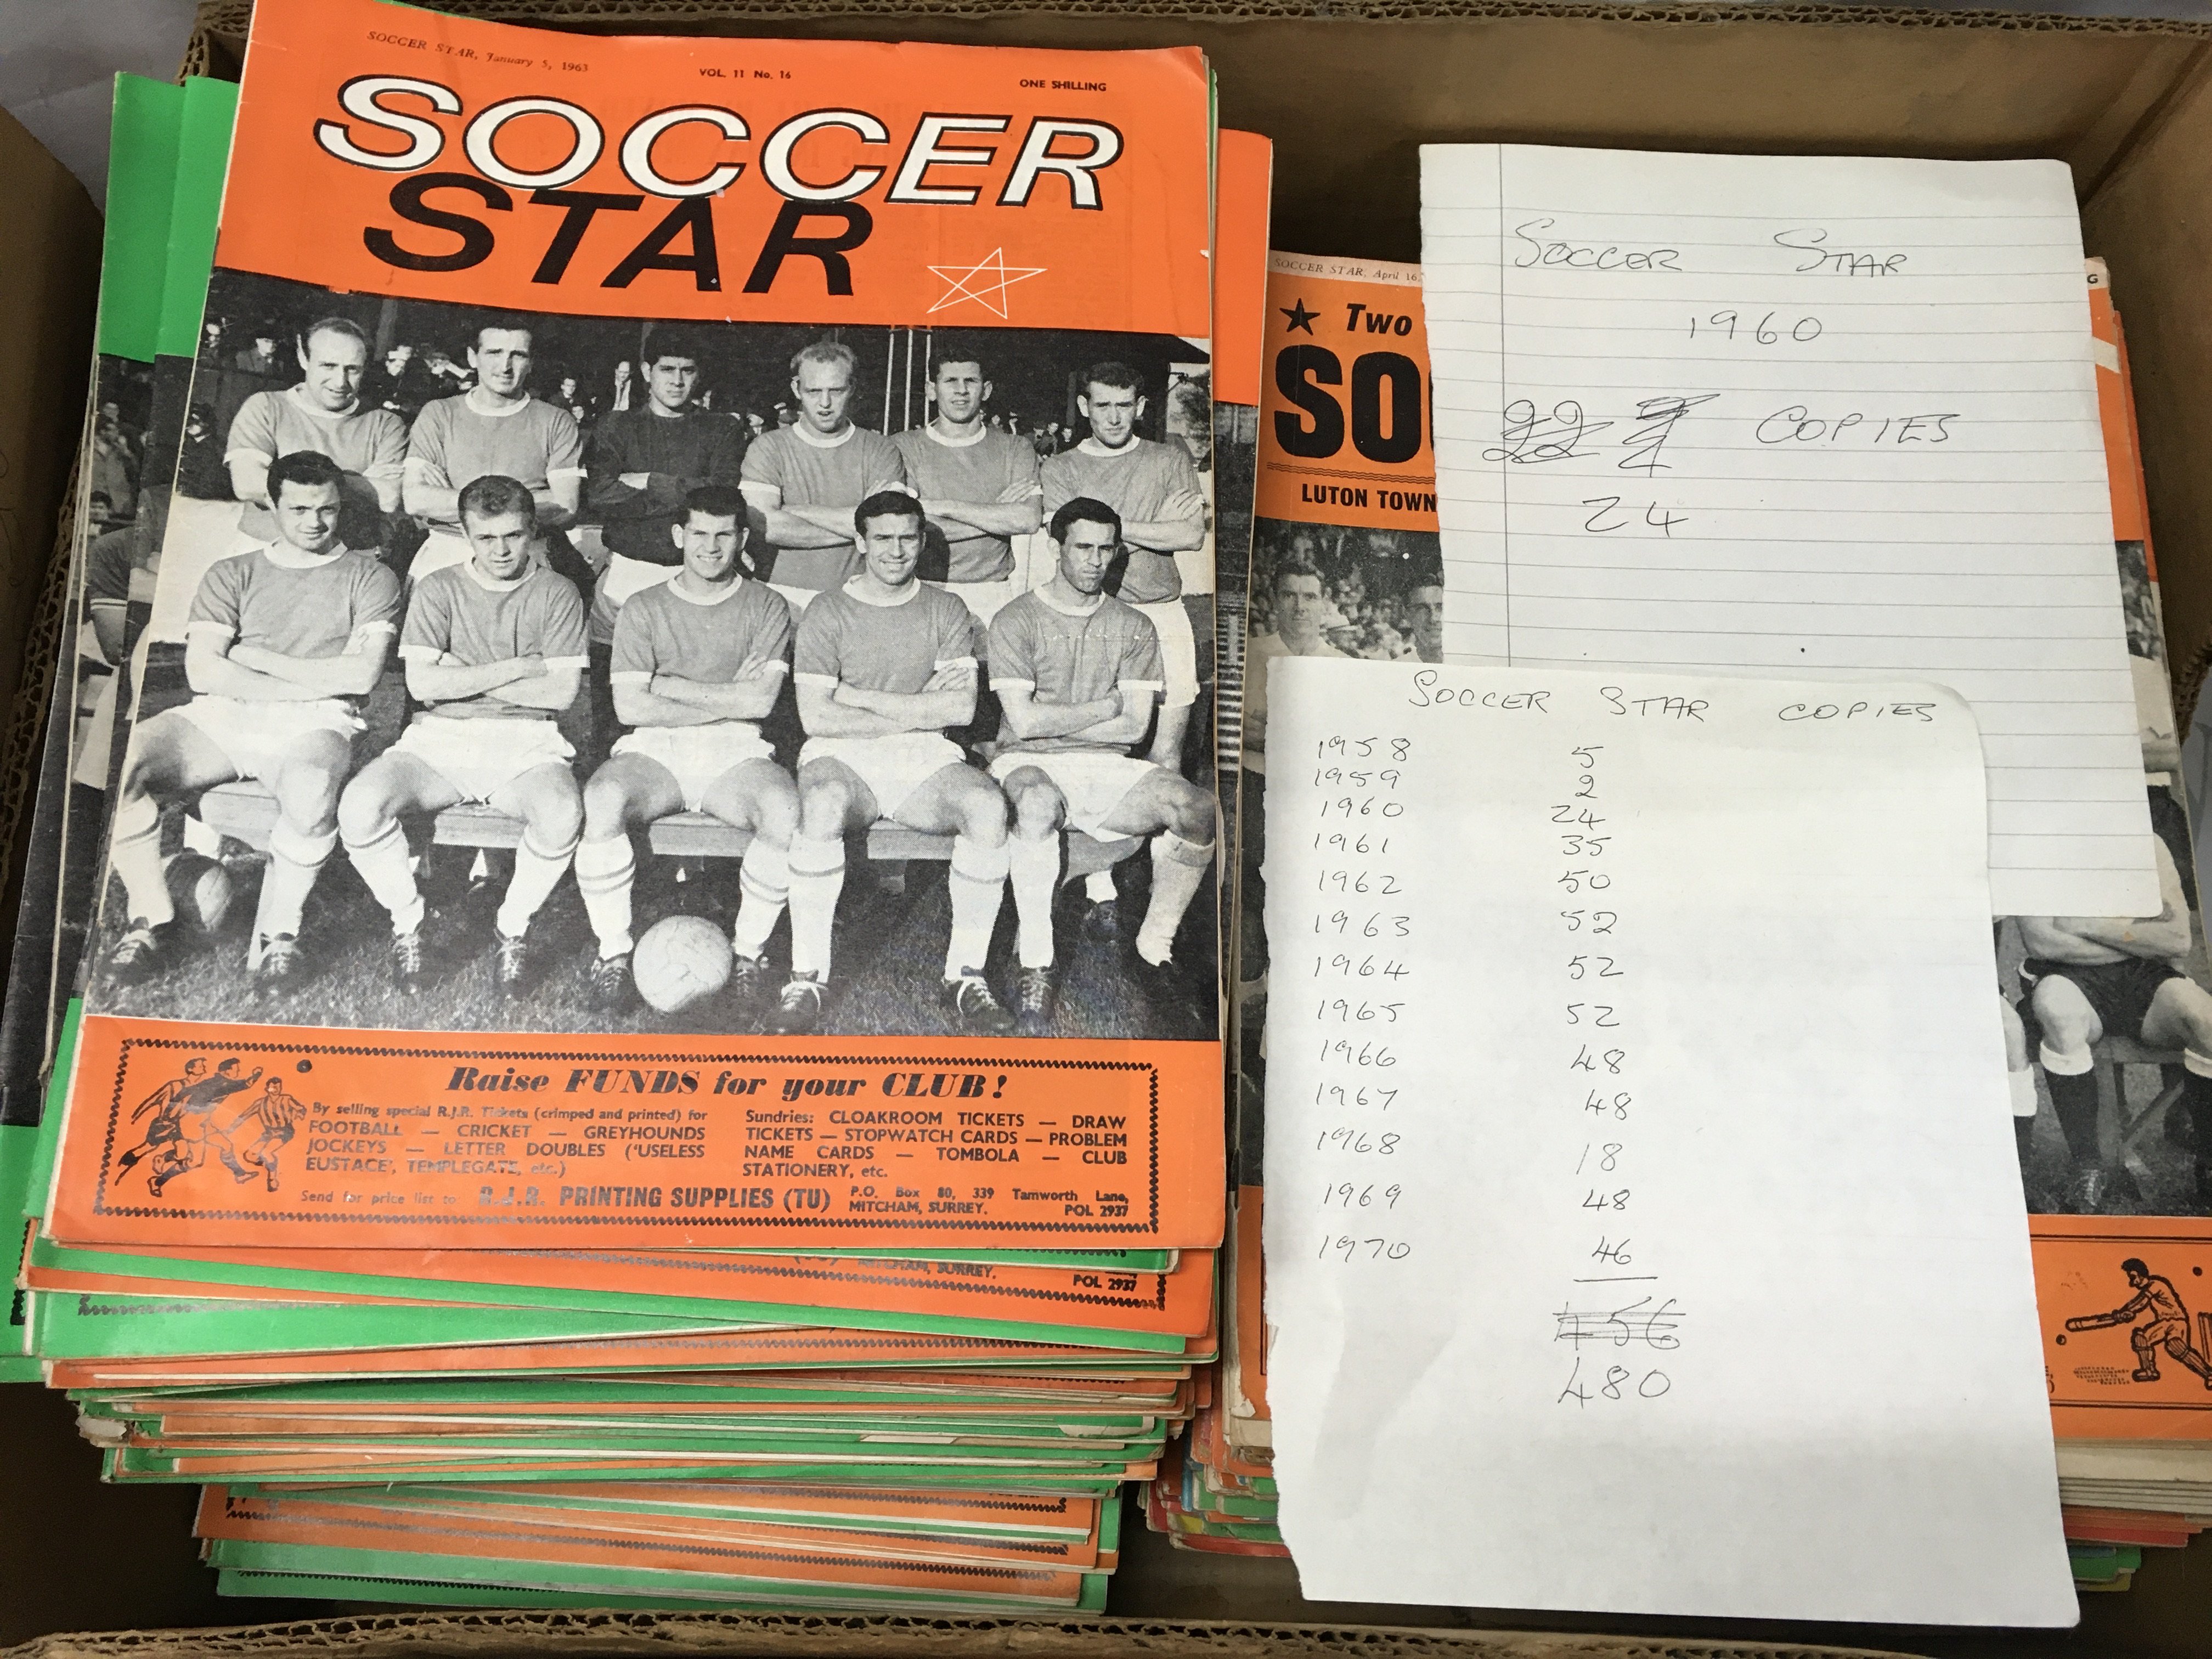 SOCCER STAR, January 5, 1963
VOL. 11 No. 16
ONE SHILLING
SOCCER
STAR
Raise FUNDS for your CLUB!
By selling special R.J.R. Tickets (crimped and printed) for
FOOTBALL — CRICKET — GREYHOUNDS
JOCKEYS — LETTER DOUBLES ('USELESS
EUSTACE', TEMPLEGATE, etc.)
Sundries: CLOAKROOM TICKETS — DRAW
TICKETS — STOPWATCH CARDS — PROBLEM
NAME CARDS — TOMBOLA — CLUB
STATIONERY, etc.
Send for price list to: R.J.R. PRINTING SUPPLIES (TU) P.O. Box 80, 339 Tamworth Lane,
MITCHAM, SURREY. POL 2937
SURREY.
POL 2937
SOCCER STAR, April 16,
Two
SO
LUTON TOWN
G
SOCCER STAR
1960
22 COPIES
24
SOCCER STAR COPIES
1958 5
1959 2
1960 24
1961 35
1962 50
1963 52
1964 52
1965 52
1966 48
1967 48
1968 18
1969 48
1970 46
456
480